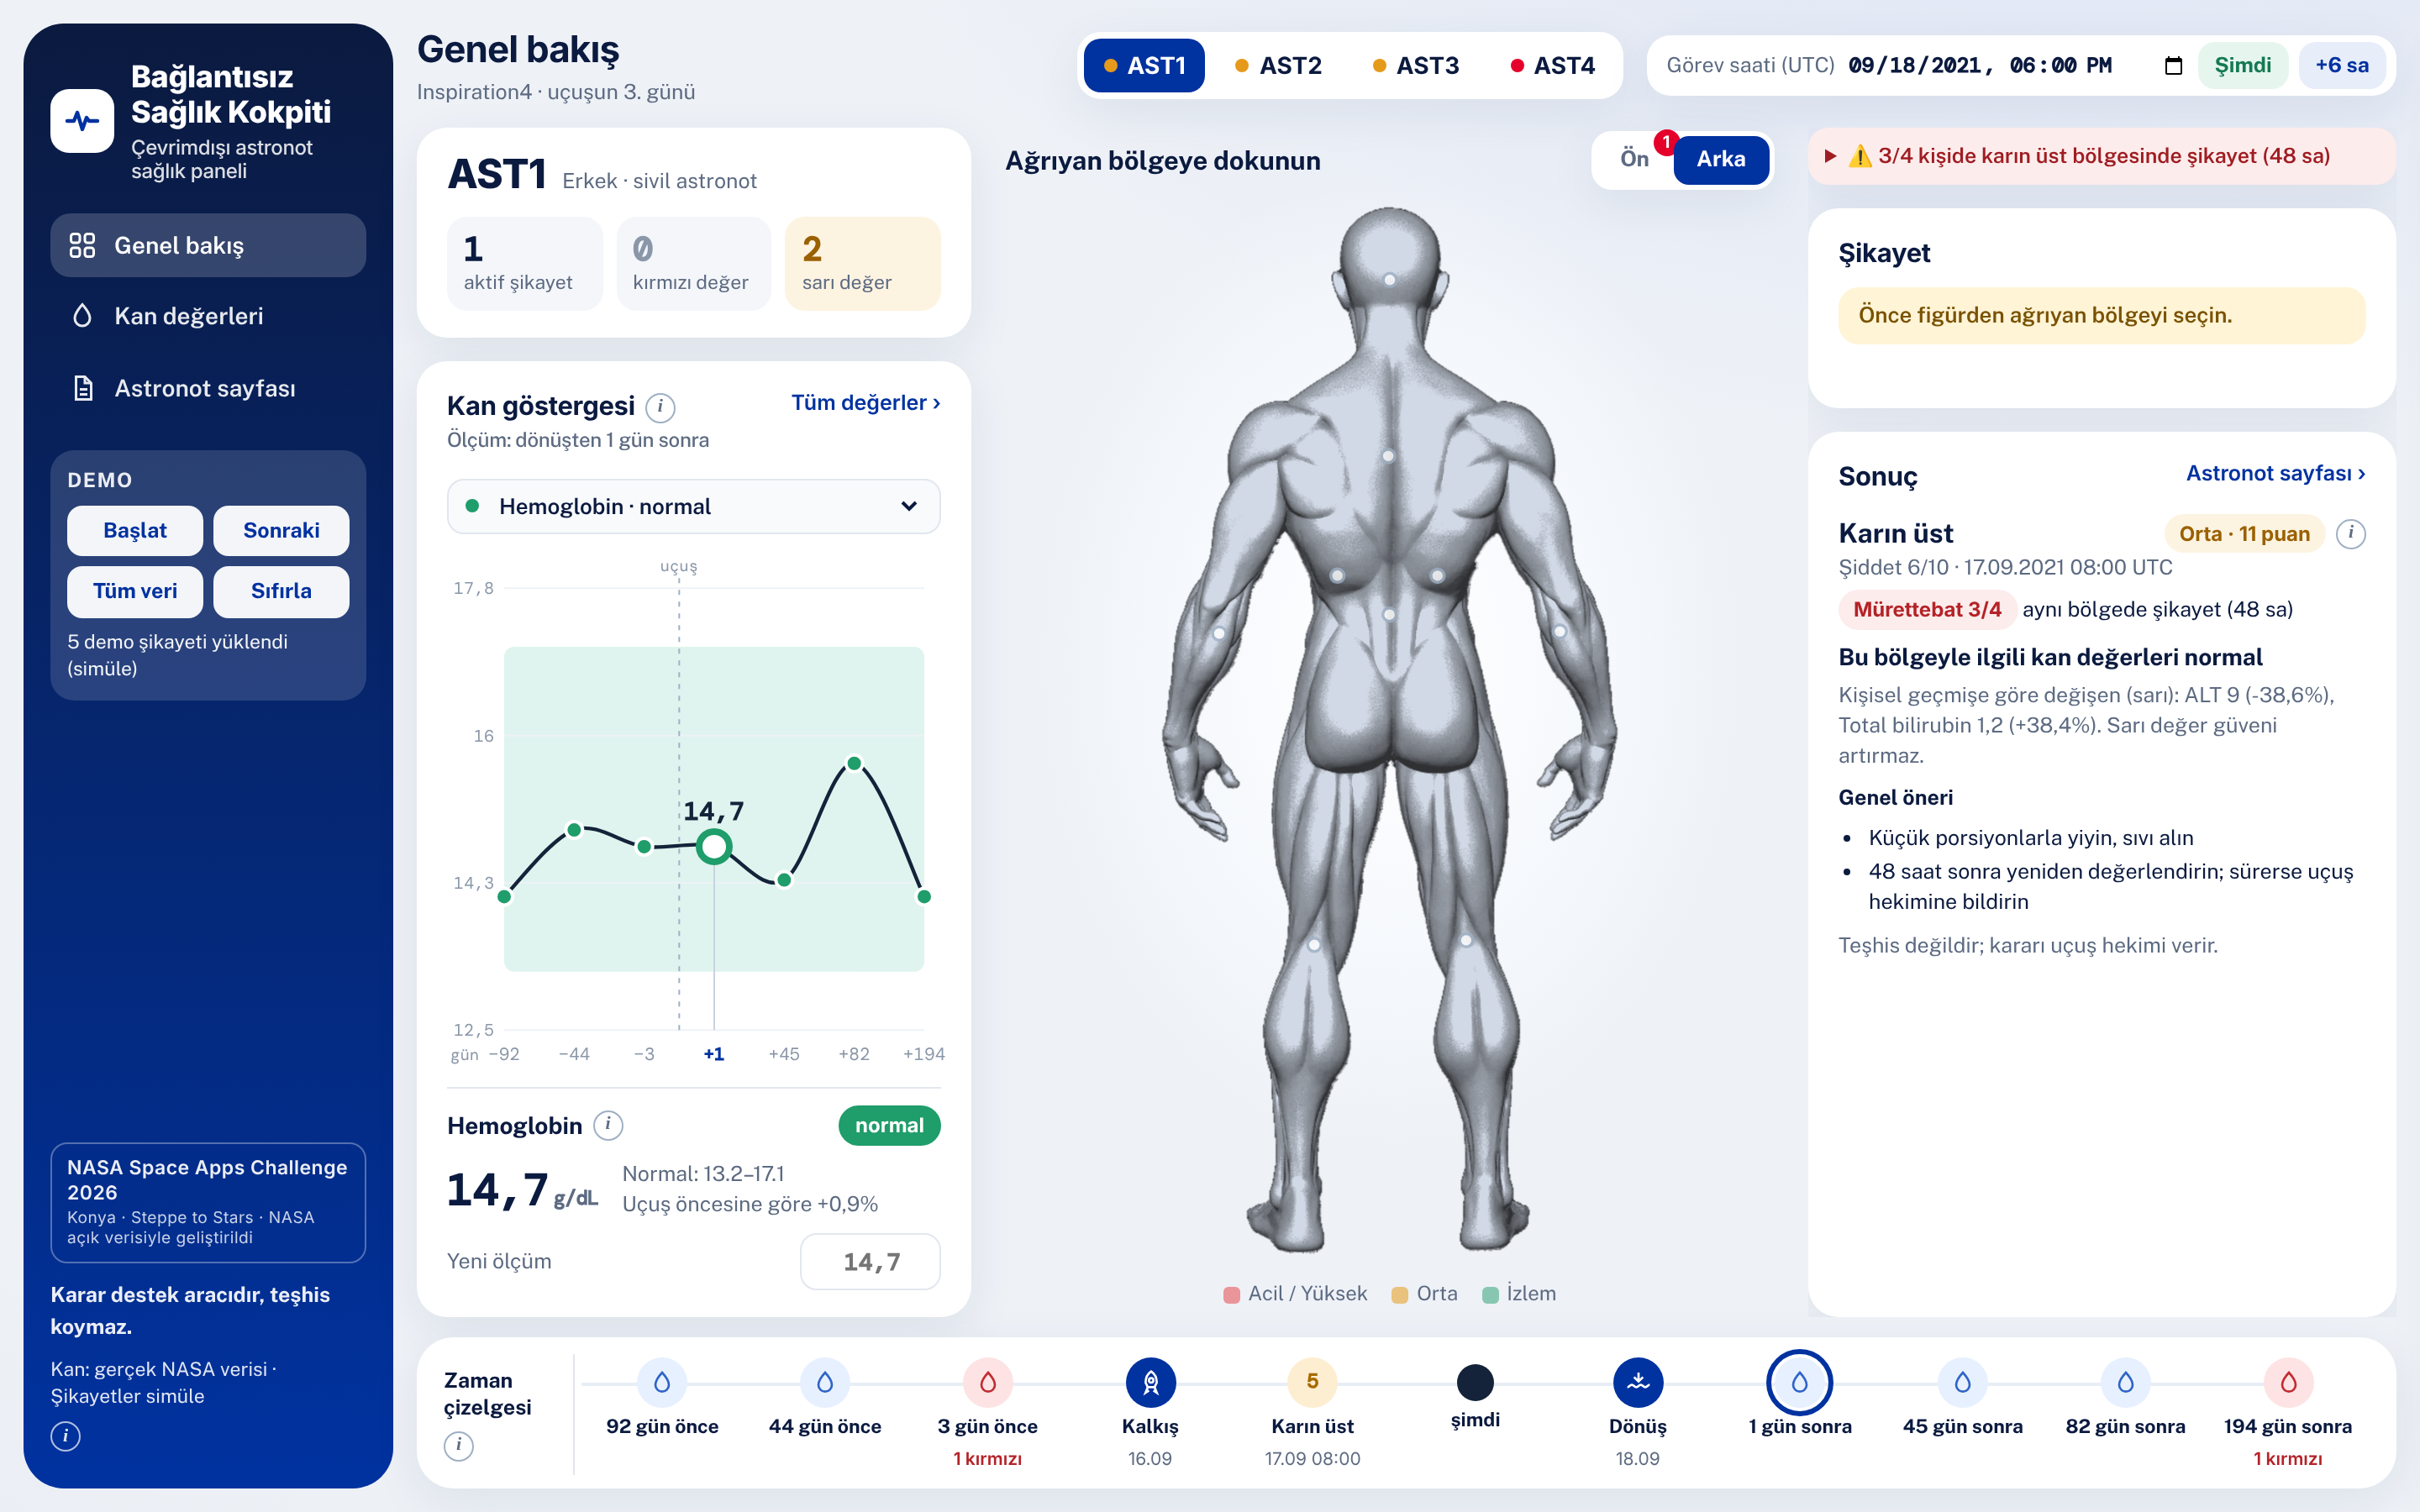 Bağlantısız
Sağlık Kokpiti
Çevrimdışı astronot
sağlık paneli
Genel bakış
Kan değerleri
Astronot sayfası
DEMO
Başlat
Sonraki
Tüm veri
Sıfırla
5 demo şikayeti yüklendi
(simüle)
NASA Space Apps Challenge
2026
Konya · Steppe to Stars · NASA
açık verisiyle geliştirildi
Karar destek aracıdır, teşhis
koymaz.
Kan: gerçek NASA verisi ·
Şikayetler simüle
i
Genel bakış
Inspiration4 · uçuşun 3. günü
AST1
AST2
AST3
AST4
Görev saati (UTC) 09/18/2021, 06:00 PM
Şimdi
+6 sa
AST1 Erkek · sivil astronot
1
aktif şikayet
0
kırmızı değer
2
sarı değer
Kan göstergesi i
Tüm değerler ›
Ölçüm: dönüşten 1 gün sonra
Hemoglobin · normal
uçuş
17,8
16
14,7
14,3
12,5
gün −92 −44 −3 +1 +45 +82 +194
Hemoglobin i
normal
14,7 g/dL
Normal: 13.2–17.1
Uçuş öncesine göre +0,9%
Yeni ölçüm
14,7
Ağrıyan bölgeye dokunun
Ön
1
Arka
Acil / Yüksek
Orta
İzlem
3/4 kişide karın üst bölgesinde şikayet (48 sa)
Şikayet
Önce figürden ağrıyan bölgeyi seçin.
Sonuç
Astronot sayfası ›
Karın üst
Orta · 11 puan
i
Şiddet 6/10 · 17.09.2021 08:00 UTC
Mürettebat 3/4 aynı bölgede şikayet (48 sa)
Bu bölgeyle ilgili kan değerleri normal
Kişisel geçmişe göre değişen (sarı): ALT 9 (-38,6%),
Total bilirubin 1,2 (+38,4%). Sarı değer güveni
artırmaz.
Genel öneri
• Küçük porsiyonlarla yiyin, sıvı alın
• 48 saat sonra yeniden değerlendirin; sürerse uçuş
hekimine bildirin
Teşhis değildir; kararı uçuş hekimi verir.
Zaman
çizelgesi
i
92 gün önce
44 gün önce
3 gün önce
1 kırmızı
Kalkış
16.09
5
Karın üst
17.09 08:00
şimdi
Dönüş
18.09
1 gün sonra
45 gün sonra
82 gün sonra
194 gün sonra
1 kırmızı